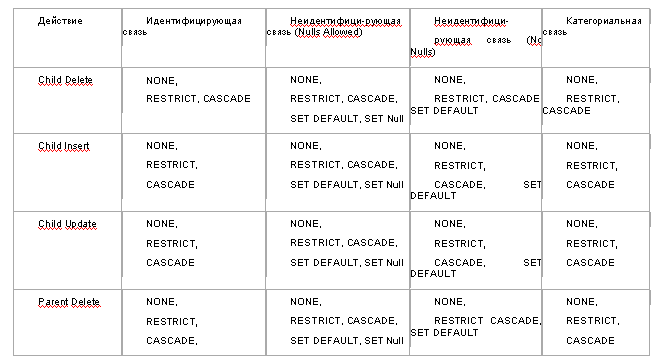 Действие
Идентифицирующая
связь
Неидентифици-рующая
связь (Nulls Allowed)
Неидентифици-
рующая связь (No
Nulls)
Категориальная
связь
Child Delete
NONE,
RESTRICT, CASCADE
NONE,
RESTRICT, CASCADE,
SET DEFAULT, SET Null
NONE,
RESTRICT, CASCADE
SET DEFAULT
NONE,
RESTRICT,
CASCADE
Child Insert
NONE,
RESTRICT,
CASCADE
NONE,
RESTRICT, CASCADE,
SET DEFAULT, SET Null
NONE,
RESTRICT,
CASCADE, SET
DEFAULT
NONE,
RESTRICT,
CASCADE
Child Update
NONE,
RESTRICT,
CASCADE
NONE,
RESTRICT, CASCADE,
SET DEFAULT, SET Null
NONE,
RESTRICT,
CASCADE, SET
DEFAULT
NONE,
RESTRICT,
CASCADE
Parent Delete
NONE,
RESTRICT,
CASCADE,
NONE,
RESTRICT, CASCADE,
SET DEFAULT, SET Null
NONE,
RESTRICT CASCADE,
SET DEFAULT
NONE,
RESTRICT,
CASCADE